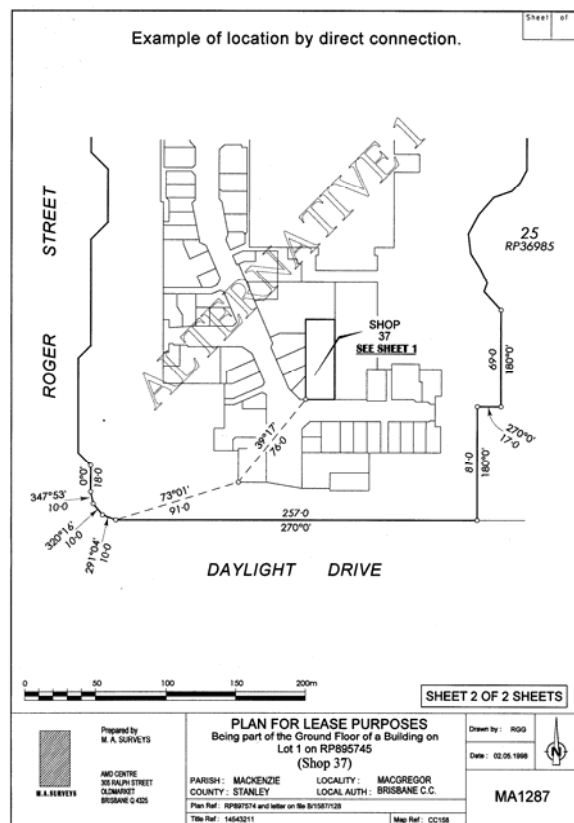 Sheet of
Example of location by direct connection.
ALTERNATIVE 1
ROGER STREET
25
RP36985
SHOP
37
SEE SHEET 1
69·0
180°0'
270°0'
17·0
81·0
180°0'
39°17'
76·0
0°0'
18·0
347°53'
10·0
320°16'
10·0
291°04'
10·0
73°01'
91·0
257·0
270°0'
DAYLIGHT DRIVE
0 50 100 150 200m
SHEET 2 OF 2 SHEETS
M.A. SURVEYS
Prepared by
M. A. SURVEYS
AMD CENTRE
305 RALPH STREET
OLDMARKET
BRISBANE Q 4325
PLAN FOR LEASE PURPOSES
Being part of the Ground Floor of a Building on
Lot 1 on RP895745
(Shop 37)
PARISH : MACKENZIE LOCALITY : MACGREGOR
COUNTY : STANLEY LOCAL AUTH : BRISBANE C.C.
Plan Ref : RP897574 and letter on file B/1587/128
Title Ref : 14543211 Map Ref : CC158
Drawn by : RGG
Date : 02.05.1998
N
MA1287